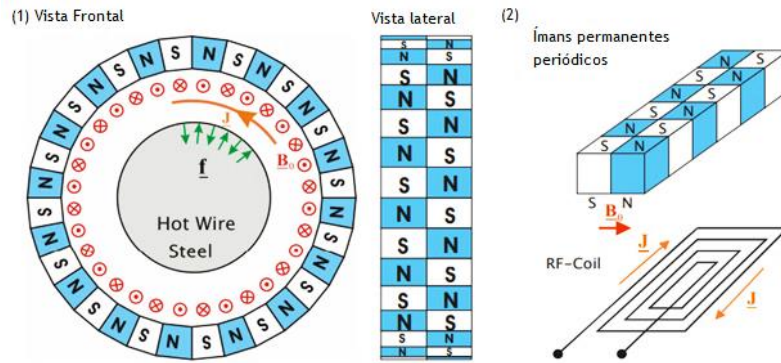 (1) Vista Frontal
N S N S N S N S
J
B₀
f
Hot Wire
Steel
Vista lateral
S N
N S
S N
N S
S N
N S
S N
N S
S N
N S
S N
N S
S N
N S
(2)
Ímans permanentes
periódicos
S N
N S
S N
N S
S N
S N
B₀
J
RF-Coil
J